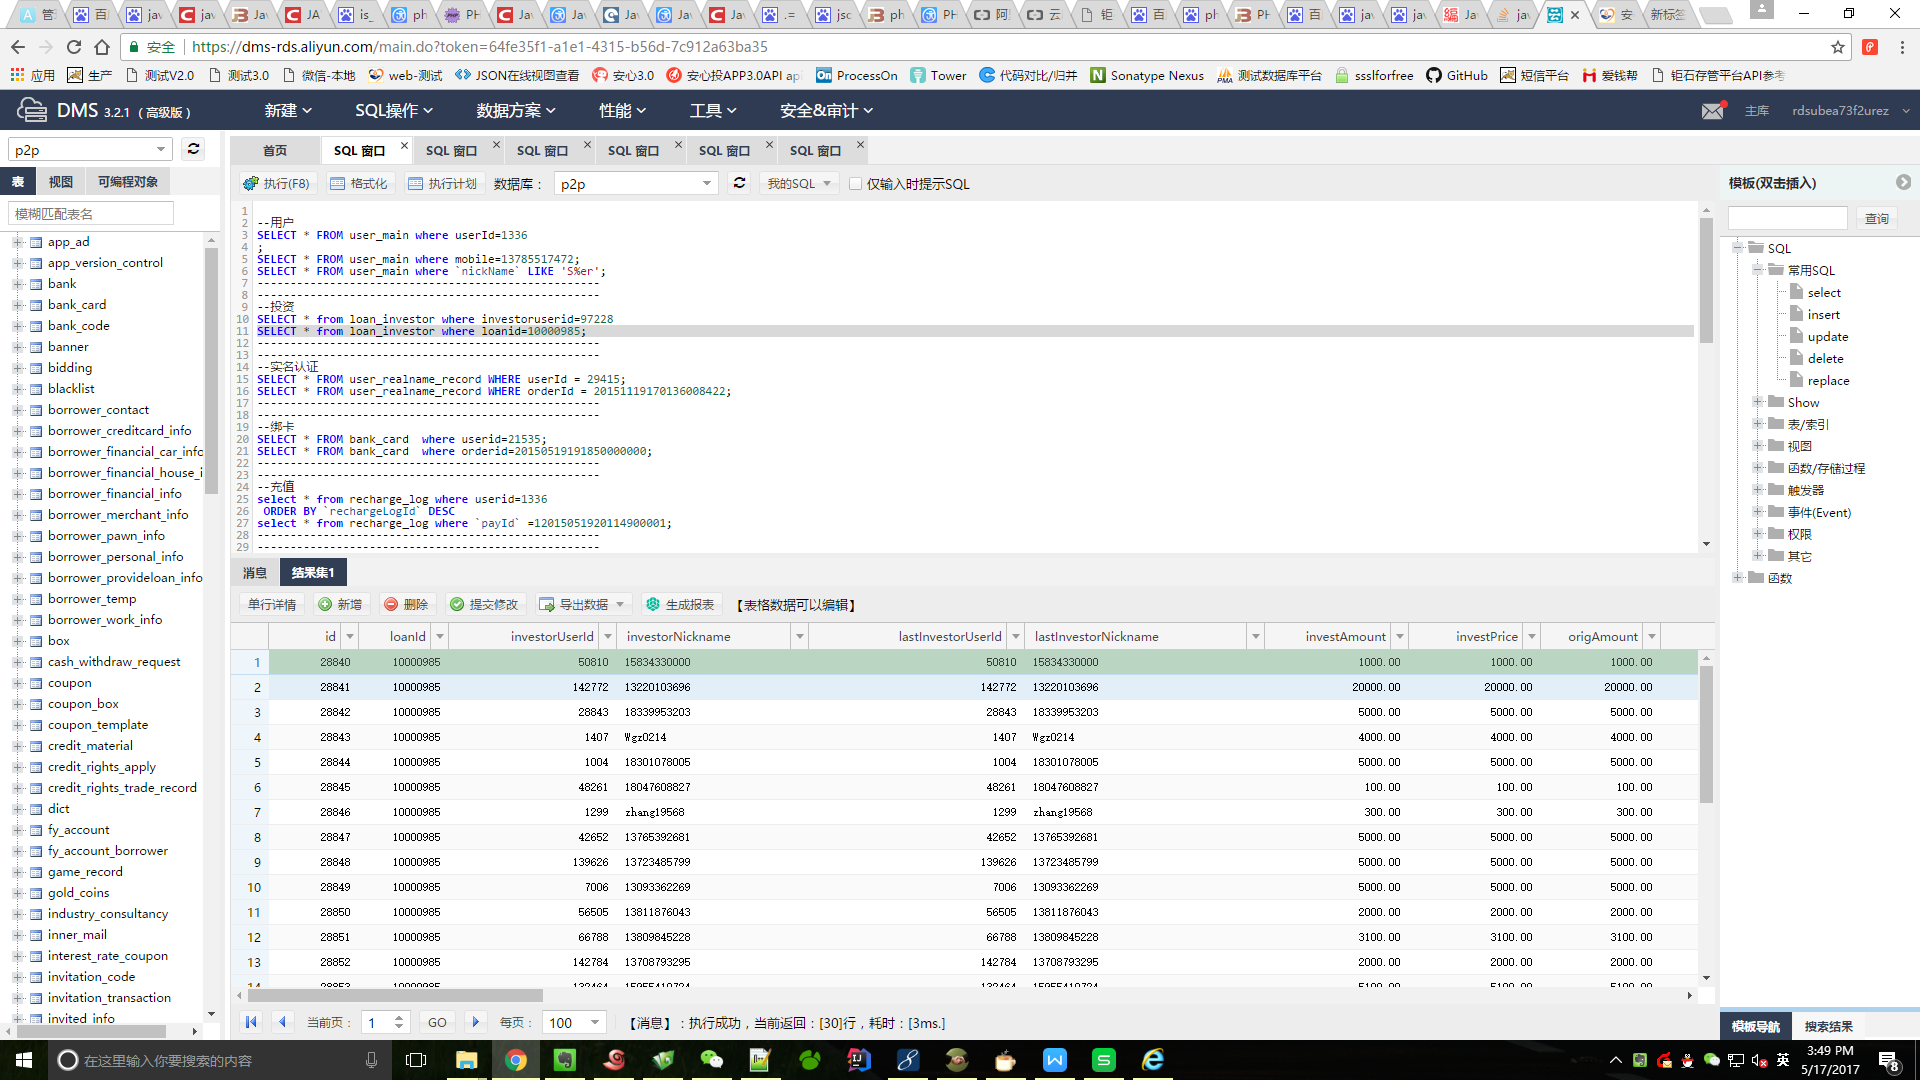 安全 https://dms-rds.aliyun.com/main.do?token=64fe35f1-a1e1-4315-b56d-7c912a63ba35
应用 生产 测试V2.0 测试3.0 微信-本地 web-测试 JSON在线视图查看 安心3.0 安心投APP3.0API api ProcessOn Tower 代码对比/归并 Sonatype Nexus 测试数据库平台 ssslforfree GitHub 短信平台 爱钱帮 钜石存管平台API参考
DMS 3.2.1 ( 高级版 ) 新建 SQL操作 数据方案 性能 工具 安全&审计 主库 rdsubea73f2urez
p2p
表 视图 可编程对象
模糊匹配表名
app_ad
app_version_control
bank
bank_card
bank_code
banner
bidding
blacklist
borrower_contact
borrower_creditcard_info
borrower_financial_car_info
borrower_financial_house_i
borrower_financial_info
borrower_merchant_info
borrower_pawn_info
borrower_personal_info
borrower_provideloan_info
borrower_temp
borrower_work_info
box
cash_withdraw_request
coupon
coupon_box
coupon_template
credit_material
credit_rights_apply
credit_rights_trade_record
dict
fy_account
fy_account_borrower
game_record
gold_coins
industry_consultancy
inner_mail
interest_rate_coupon
invitation_code
invitation_transaction
invited_info
首页 SQL 窗口 SQL 窗口 SQL 窗口 SQL 窗口 SQL 窗口 SQL 窗口
执行(F8) 格式化 执行计划 数据库： p2p 我的SQL 仅输入时提示SQL
1
2 --用户
3 SELECT * FROM user_main where userId=1336
4 ;
5 SELECT * FROM user_main where mobile=13785517472;
6 SELECT * FROM user_main where `nickName` LIKE 'S%er';
7 ----------------------------------------------------
8 ----------------------------------------------------
9 --投资
10 SELECT * from loan_investor where investoruserid=97228
11 SELECT * from loan_investor where loanid=10000985;
12 ----------------------------------------------------
13 ----------------------------------------------------
14 --实名认证
15 SELECT * FROM user_realname_record WHERE userId = 29415;
16 SELECT * FROM user_realname_record WHERE orderId = 20151119170136008422;
17 ----------------------------------------------------
18 ----------------------------------------------------
19 --绑卡
20 SELECT * FROM bank_card where userid=21535;
21 SELECT * FROM bank_card where orderid=20150519191850000000;
22 ----------------------------------------------------
23 ----------------------------------------------------
24 --充值
25 select * from recharge_log where userid=1336
26 ORDER BY `rechargeLogId` DESC
27 select * from recharge_log where `payId` =12015051920114900001;
28 ----------------------------------------------------
29 ----------------------------------------------------
消息 结果集1
单行详情 新增 删除 提交修改 导出数据 生成报表 【表格数据可以编辑】
id loanId investorUserId investorNickname lastInvestorUserId lastInvestorNickname investAmount investPrice origAmount
1 28840 10000985 50810 15834330000 50810 15834330000 1000.00 1000.00 1000.00
2 28841 10000985 142772 13220103696 142772 13220103696 20000.00 20000.00 20000.00
3 28842 10000985 28843 18339953203 28843 18339953203 5000.00 5000.00 5000.00
4 28843 10000985 1407 Wgz0214 1407 Wgz0214 4000.00 4000.00 4000.00
5 28844 10000985 1004 18301078005 1004 18301078005 5000.00 5000.00 5000.00
6 28845 10000985 48261 18047608827 48261 18047608827 100.00 100.00 100.00
7 28846 10000985 1299 zhang19568 1299 zhang19568 300.00 300.00 300.00
8 28847 10000985 42652 13765392681 42652 13765392681 5000.00 5000.00 5000.00
9 28848 10000985 139626 13723485799 139626 13723485799 5000.00 5000.00 5000.00
10 28849 10000985 7006 13093362269 7006 13093362269 5000.00 5000.00 5000.00
11 28850 10000985 56505 13811876043 56505 13811876043 2000.00 2000.00 2000.00
12 28851 10000985 66788 13809845228 66788 13809845228 3100.00 3100.00 3100.00
13 28852 10000985 142784 13708793295 142784 13708793295 2000.00 2000.00 2000.00
当前页： 1 GO 每页： 100 【消息】：执行成功，当前返回：[30]行，耗时：[3ms.]
模板(双击插入)
查询
SQL
常用SQL
select
insert
update
delete
replace
Show
表/索引
视图
函数/存储过程
触发器
事件(Event)
权限
其它
函数
模板导航 搜索结果
在这里输入你要搜索的内容
英
3:49 PM
5/17/2017
8